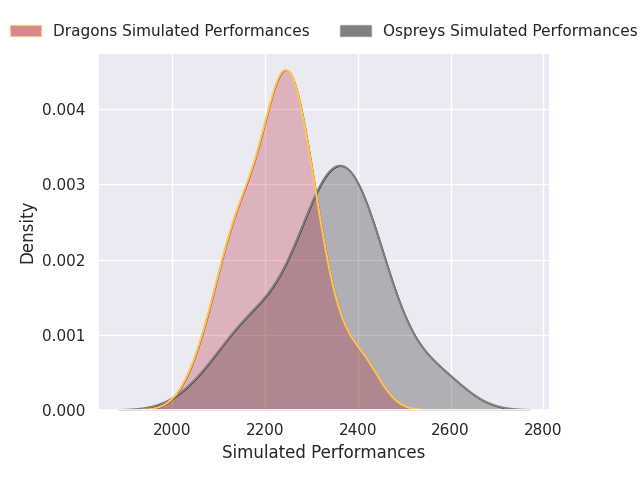 Dragons Simulated Performances
Ospreys Simulated Performances
0.004
0.003
0.002
0.001
0.000
Density
2000 2200 2400 2600 2800
Simulated Performances